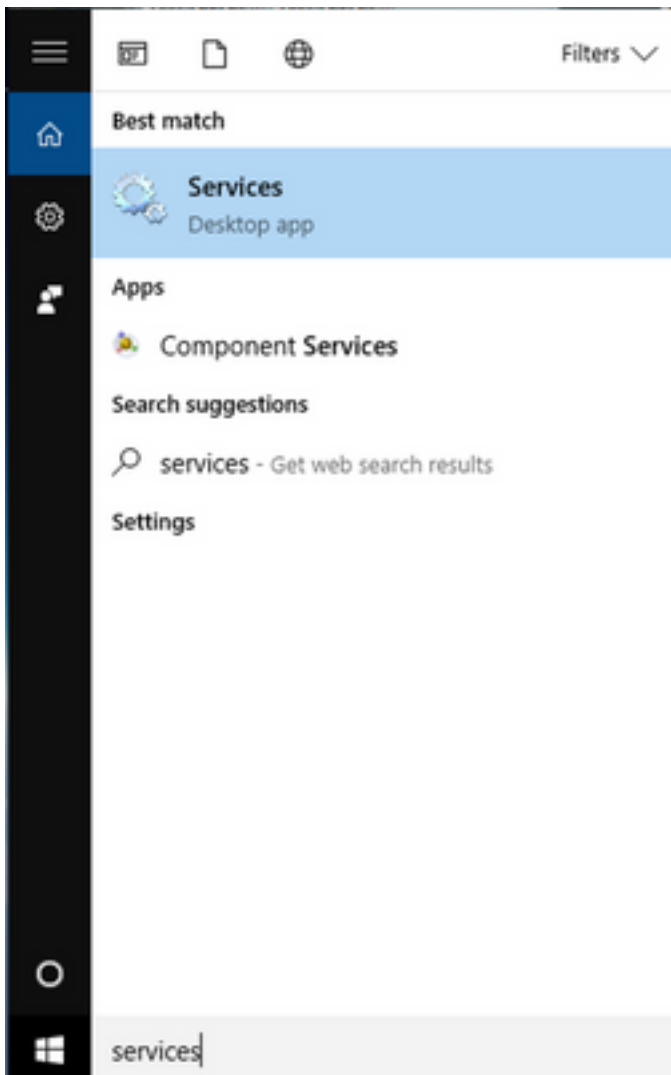 Filters
Best match
Services
Desktop app
Apps
Component Services
Search suggestions
services - Get web search results
Settings
services